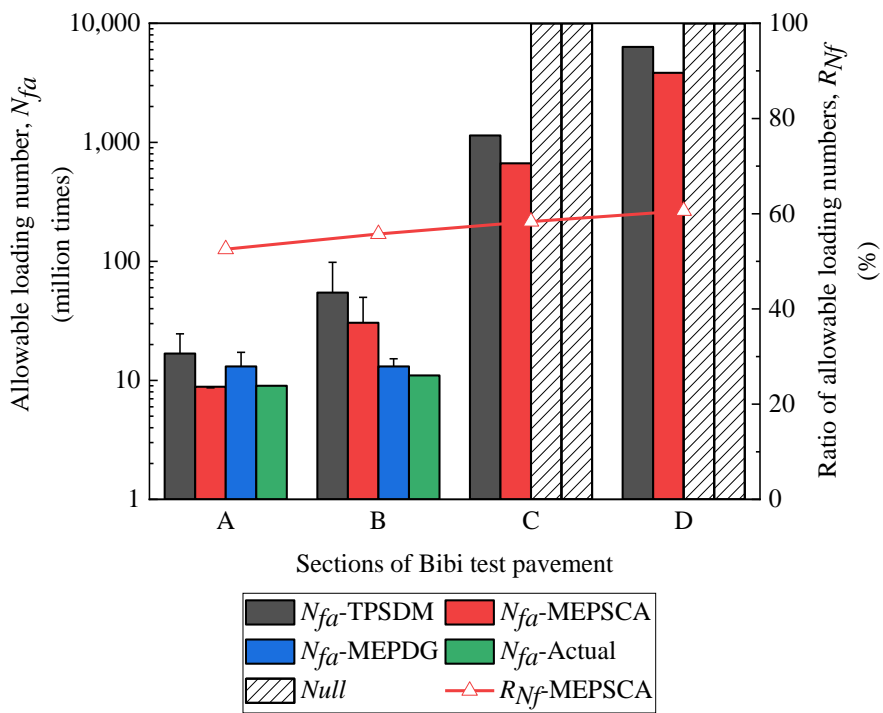 Allowable loading number, Nfa
(million times)
10,000
1,000
100
10
1
100
80
60
40
20
0
Ratio of allowable loading numbers, RNf
(%)
A B C D
Sections of Bibi test pavement
Nfa-TPSDM Nfa-MEPSCA
Nfa-MEPDG Nfa-Actual
Null RNf-MEPSCA